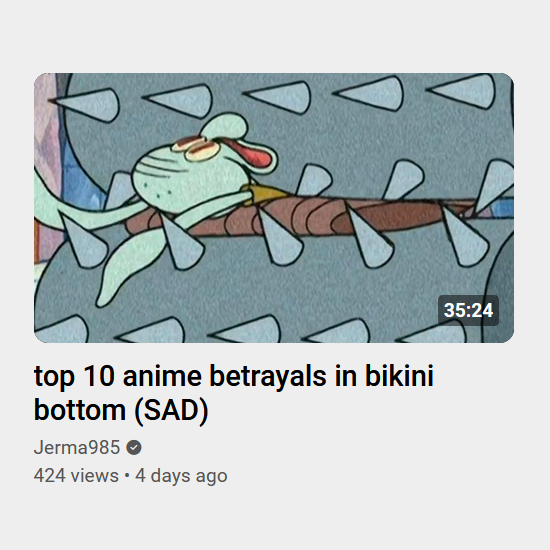 35:24
top 10 anime betrayals in bikini
bottom (SAD)
Jerma985
424 views • 4 days ago